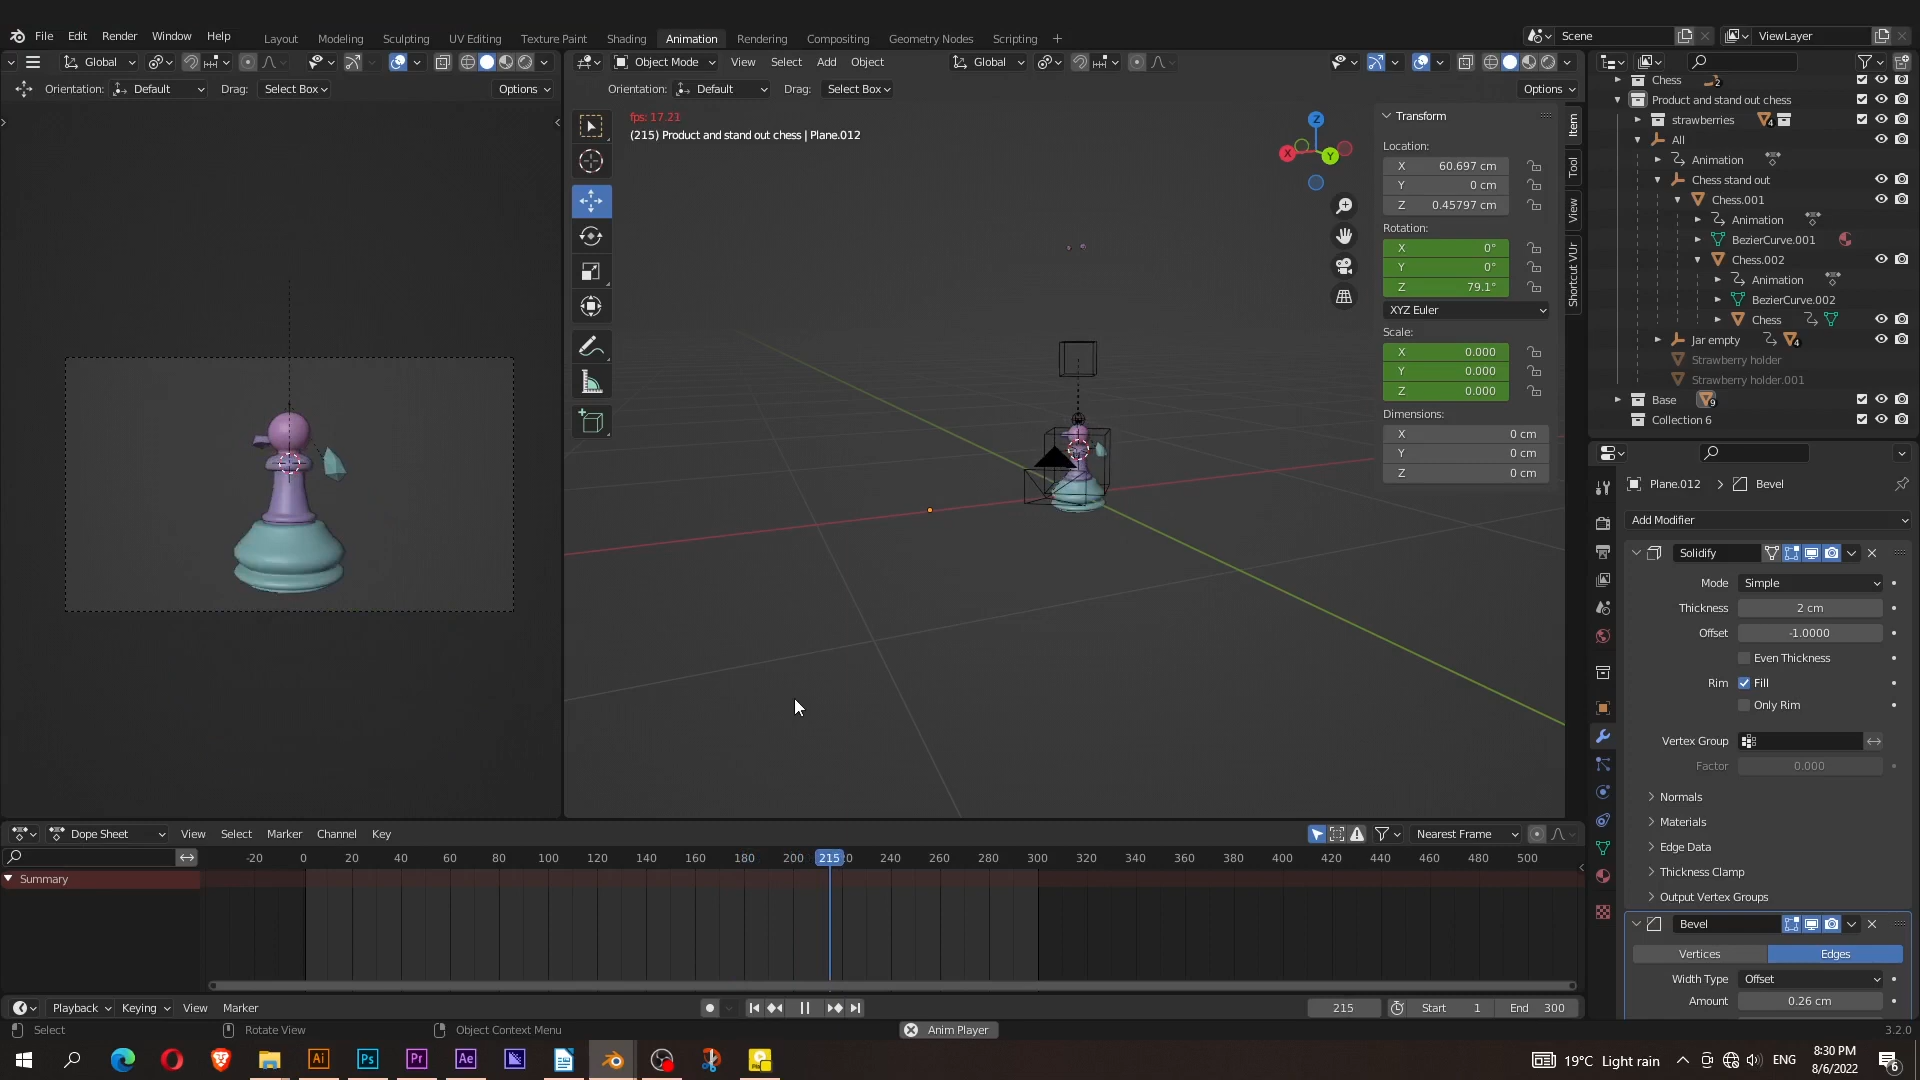 File Edit Render Window Help Layout Modeling Sculpting UV Editing Texture Paint Shading Animation Rendering Compositing Geometry Nodes Scripting + Scene ViewLayer
Global Object Mode View Select Add Object Global
Orientation: Default Drag: Select Box Options Orientation: Default Drag: Select Box Options
fps: 17.21
(215) Product and stand out chess | Plane.012
Z
X
Y
Transform
Location:
X 60.697 cm
Y 0 cm
Z 0.45797 cm
Rotation:
X 0°
Y 0°
Z 79.1°
XYZ Euler
Scale:
X 0.000
Y 0.000
Z 0.000
Dimensions:
X 0 cm
Y 0 cm
Z 0 cm
Item
Tool
View
Shortcut VUr
Chess 2
Product and stand out chess
strawberries 4
All
Animation
Chess stand out
Chess.001
Animation
BezierCurve.001
Chess.002
Animation
BezierCurve.002
Chess
Jar empty 4
Strawberry holder
Strawberry holder.001
Base 9
Collection 6
Plane.012 > Bevel
Add Modifier
Solidify
Mode Simple
Thickness 2 cm
Offset -1.0000
Even Thickness
Rim Fill
Only Rim
Vertex Group
Factor 0.000
Normals
Materials
Edge Data
Thickness Clamp
Output Vertex Groups
Bevel
Vertices Edges
Width Type Offset
Amount 0.26 cm
Dope Sheet View Select Marker Channel Key Nearest Frame
-20 0 20 40 60 80 100 120 140 160 180 200 215 240 260 280 300 320 340 360 380 400 420 440 460 480 500
Summary
Playback Keying View Marker 215 Start 1 End 300
Select Rotate View Object Context Menu Anim Player 3.2.0
Ai Ps Pr Ae 19°C Light rain ENG 8:30 PM
8/6/2022 6